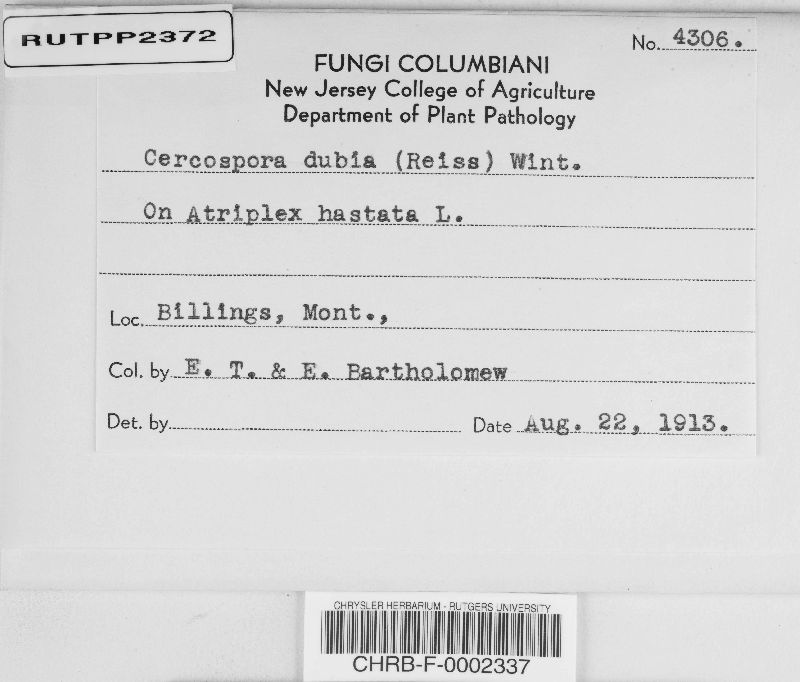 RUTPP2372
No. 4306.
FUNGI COLUMBIANI
New Jersey College of Agriculture
Department of Plant Pathology
Cercospora dubia (Reiss) Wint.
On Atriplex hastata L.
Loc. Billings, Mont.,
Col. by E. T. & E. Bartholomew
Det. by Date Aug. 22, 1913.
CHRYSLER HERBARIUM - RUTGERS UNIVERSITY
CHRB-F-0002337